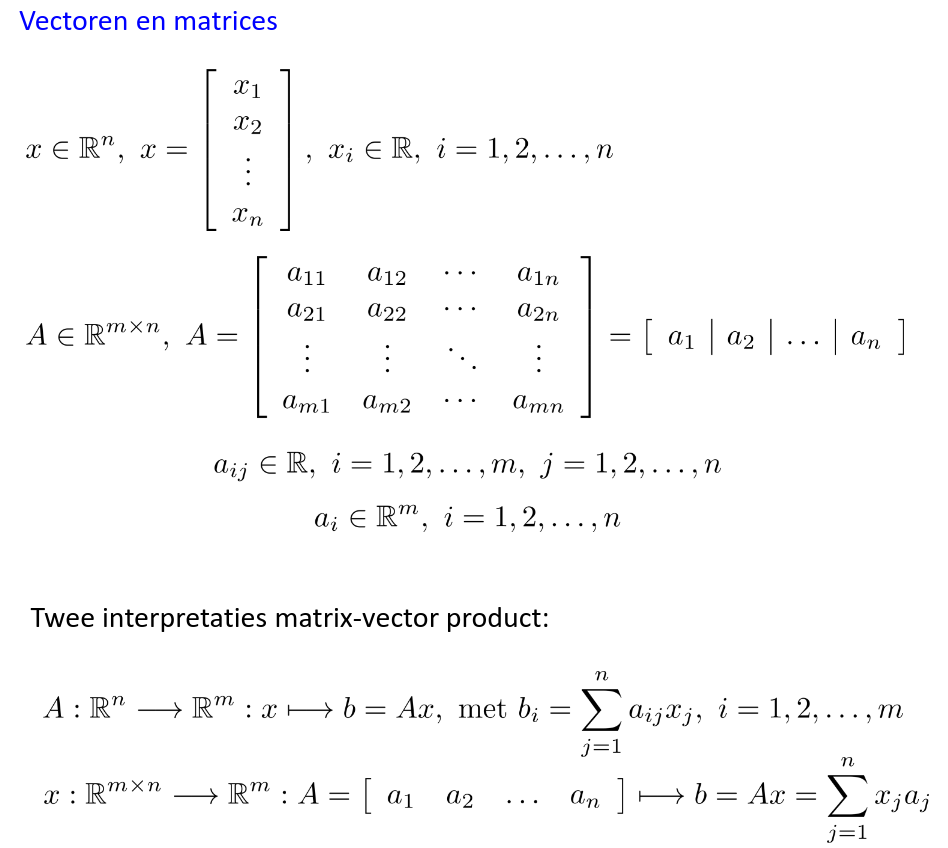 Vectoren en matrices
$x \in \mathbb{R}^n,\ x = \begin{bmatrix} x_1 \\ x_2 \\ \vdots \\ x_n \end{bmatrix},\ x_i \in \mathbb{R},\ i = 1, 2, \ldots, n$
$A \in \mathbb{R}^{m \times n},\ A = \begin{bmatrix} a_{11} & a_{12} & \cdots & a_{1n} \\ a_{21} & a_{22} & \cdots & a_{2n} \\ \vdots & \vdots & \ddots & \vdots \\ a_{m1} & a_{m2} & \cdots & a_{mn} \end{bmatrix} = [\ a_1 \mid a_2 \mid \ldots \mid a_n\ ]$
$a_{ij} \in \mathbb{R},\ i = 1, 2, \ldots, m,\ j = 1, 2, \ldots, n$
$a_i \in \mathbb{R}^m,\ i = 1, 2, \ldots, n$
Twee interpretaties matrix-vector product:
$A : \mathbb{R}^n \longrightarrow \mathbb{R}^m : x \longmapsto b = Ax,\ \text{met}\ b_i = \sum_{j=1}^{n} a_{ij} x_j,\ i = 1, 2, \ldots, m$
$x : \mathbb{R}^{m \times n} \longrightarrow \mathbb{R}^m : A = [\ a_1 \quad a_2 \quad \ldots \quad a_n\ ] \longmapsto b = Ax = \sum_{j=1}^{n} x_j a_j$